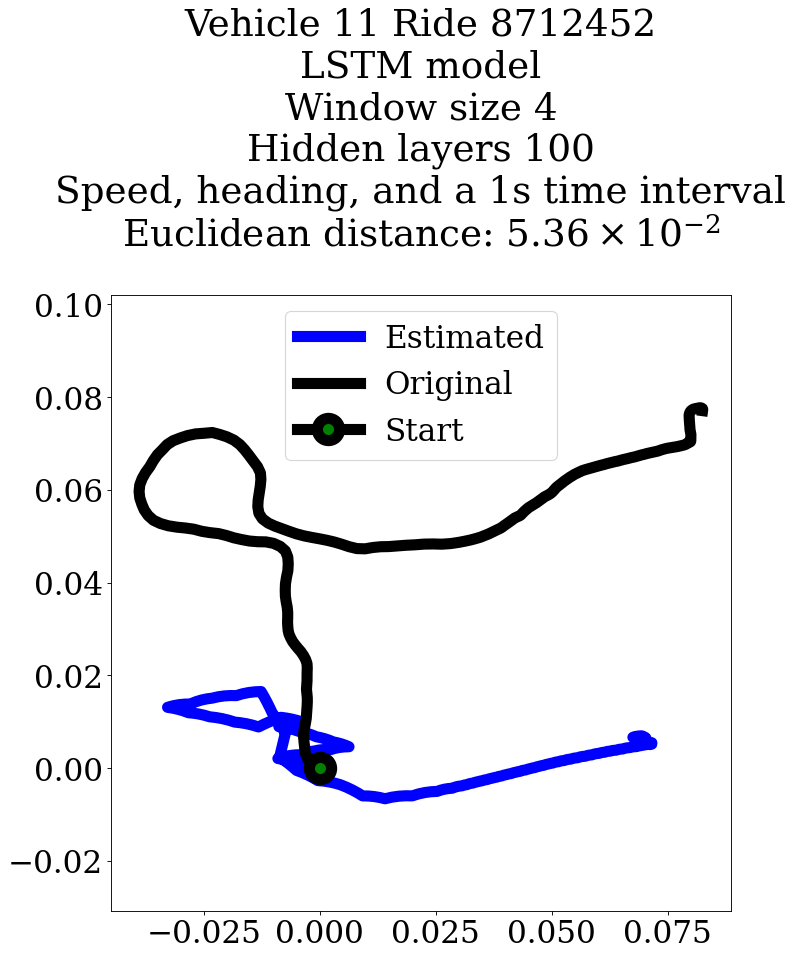 Vehicle 11 Ride 8712452
LSTM model
Window size 4
Hidden layers 100
Speed, heading, and a 1s time interval
Euclidean distance: 5.36 × 10⁻²
Estimated
Original
Start
0.10
0.08
0.06
0.04
0.02
0.00
−0.02
−0.025 0.000 0.025 0.050 0.075